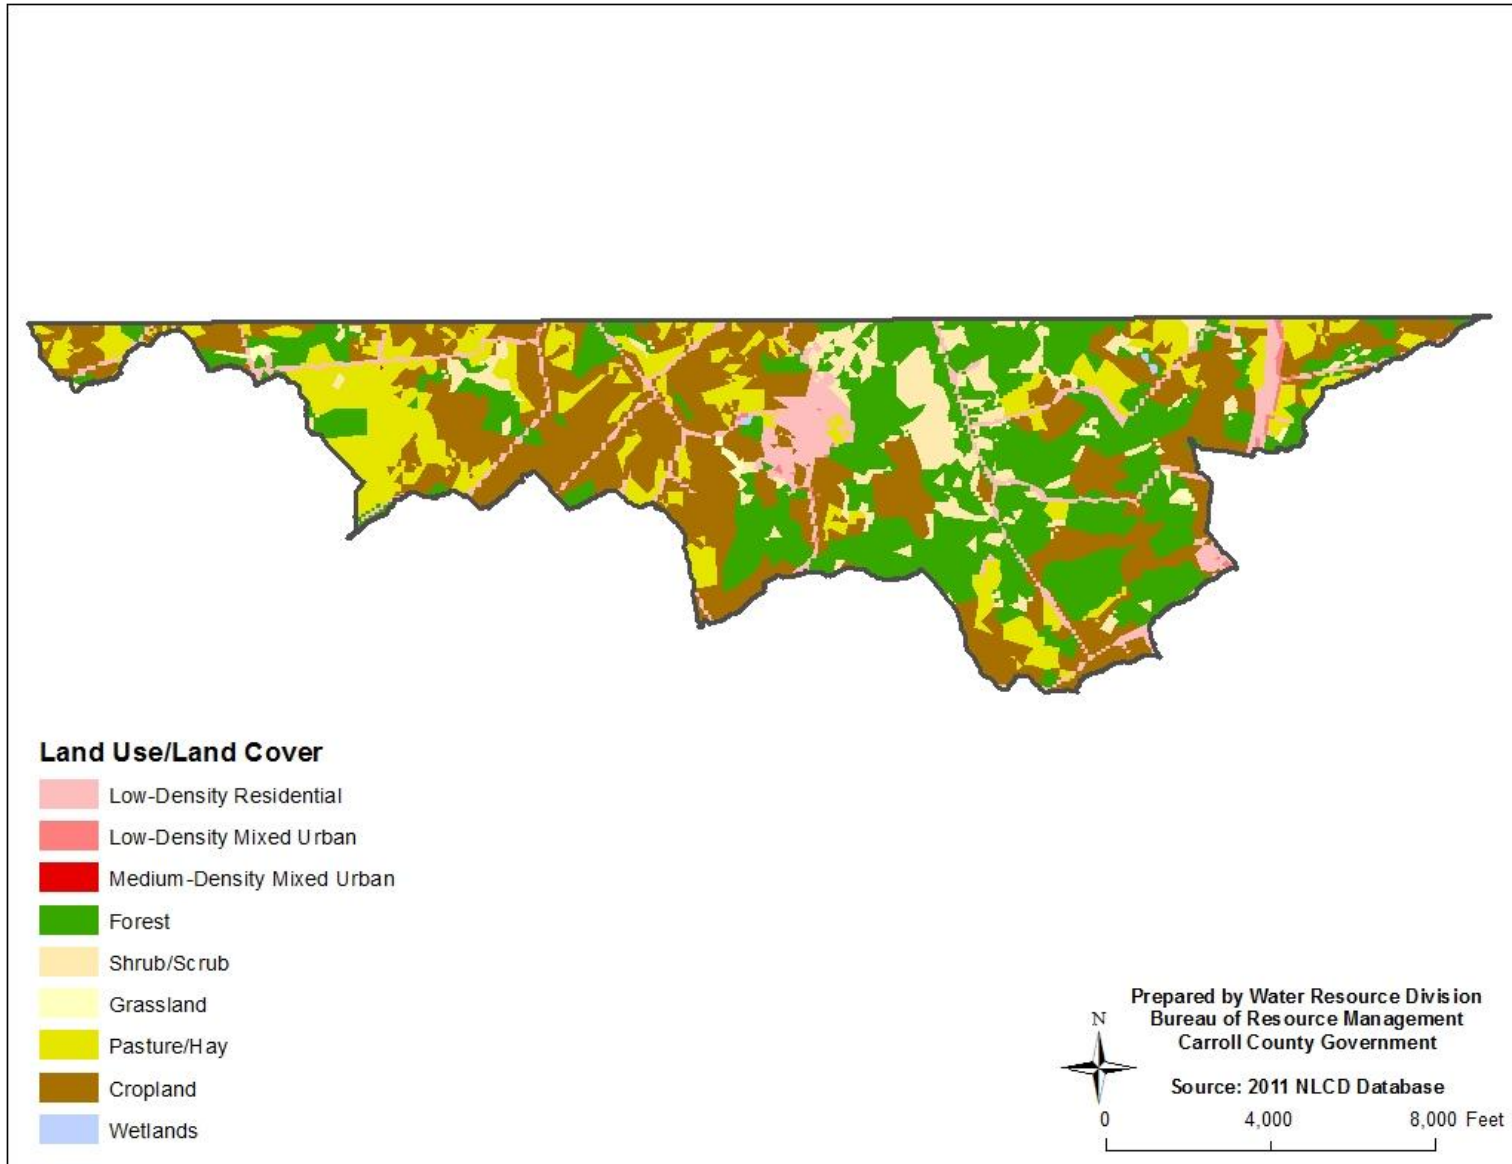 Land Use/Land Cover
Low-Density Residential
Low-Density Mixed Urban
Medium-Density Mixed Urban
Forest
Shrub/Scrub
Grassland
Pasture/Hay
Cropland
Wetlands
Prepared by Water Resource Division
Bureau of Resource Management
Carroll County Government
N
Source: 2011 NLCD Database
0 4,000 8,000 Feet